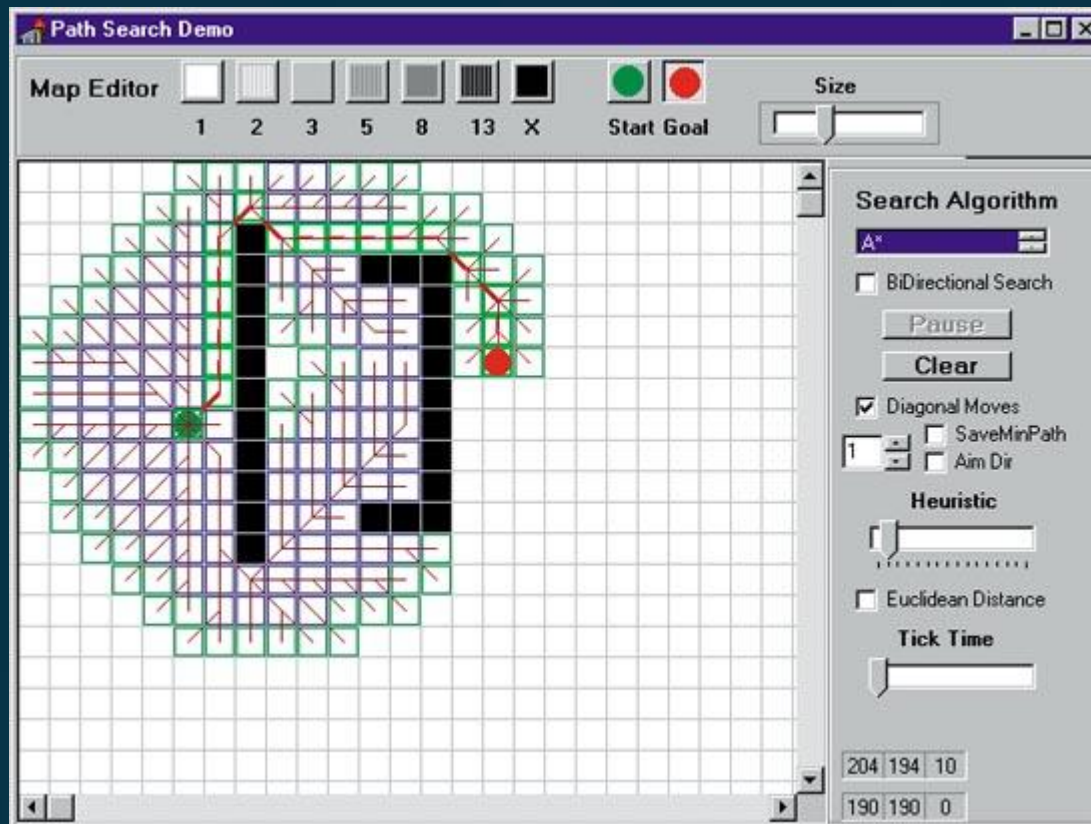 Path Search Demo
Map Editor
1 2 3 5 8 13 X
Start Goal
Size
Search Algorithm
A*
BiDirectional Search
Pause
Clear
Diagonal Moves
1
SaveMinPath
Aim Dir
Heuristic
Euclidean Distance
Tick Time
204 194 10
190 190 0